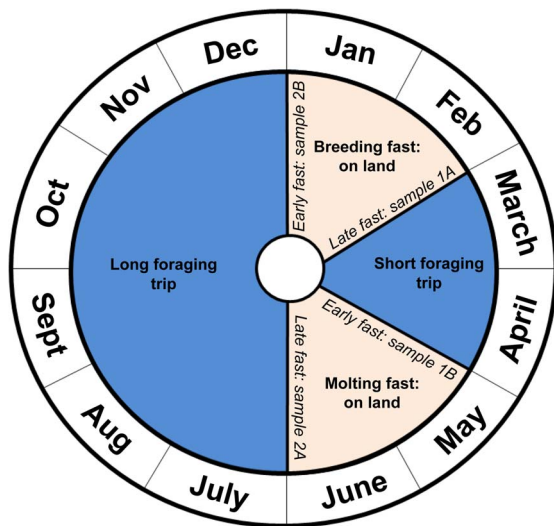 Jan
Feb
March
April
May
June
July
Aug
Sept
Oct
Nov
Dec
Early fast: sample 2B
Breeding fast:
on land
Late fast: sample 1A
Short foraging
trip
Early fast: sample 1B
Molting fast:
on land
Late fast: sample 2A
Long foraging
trip